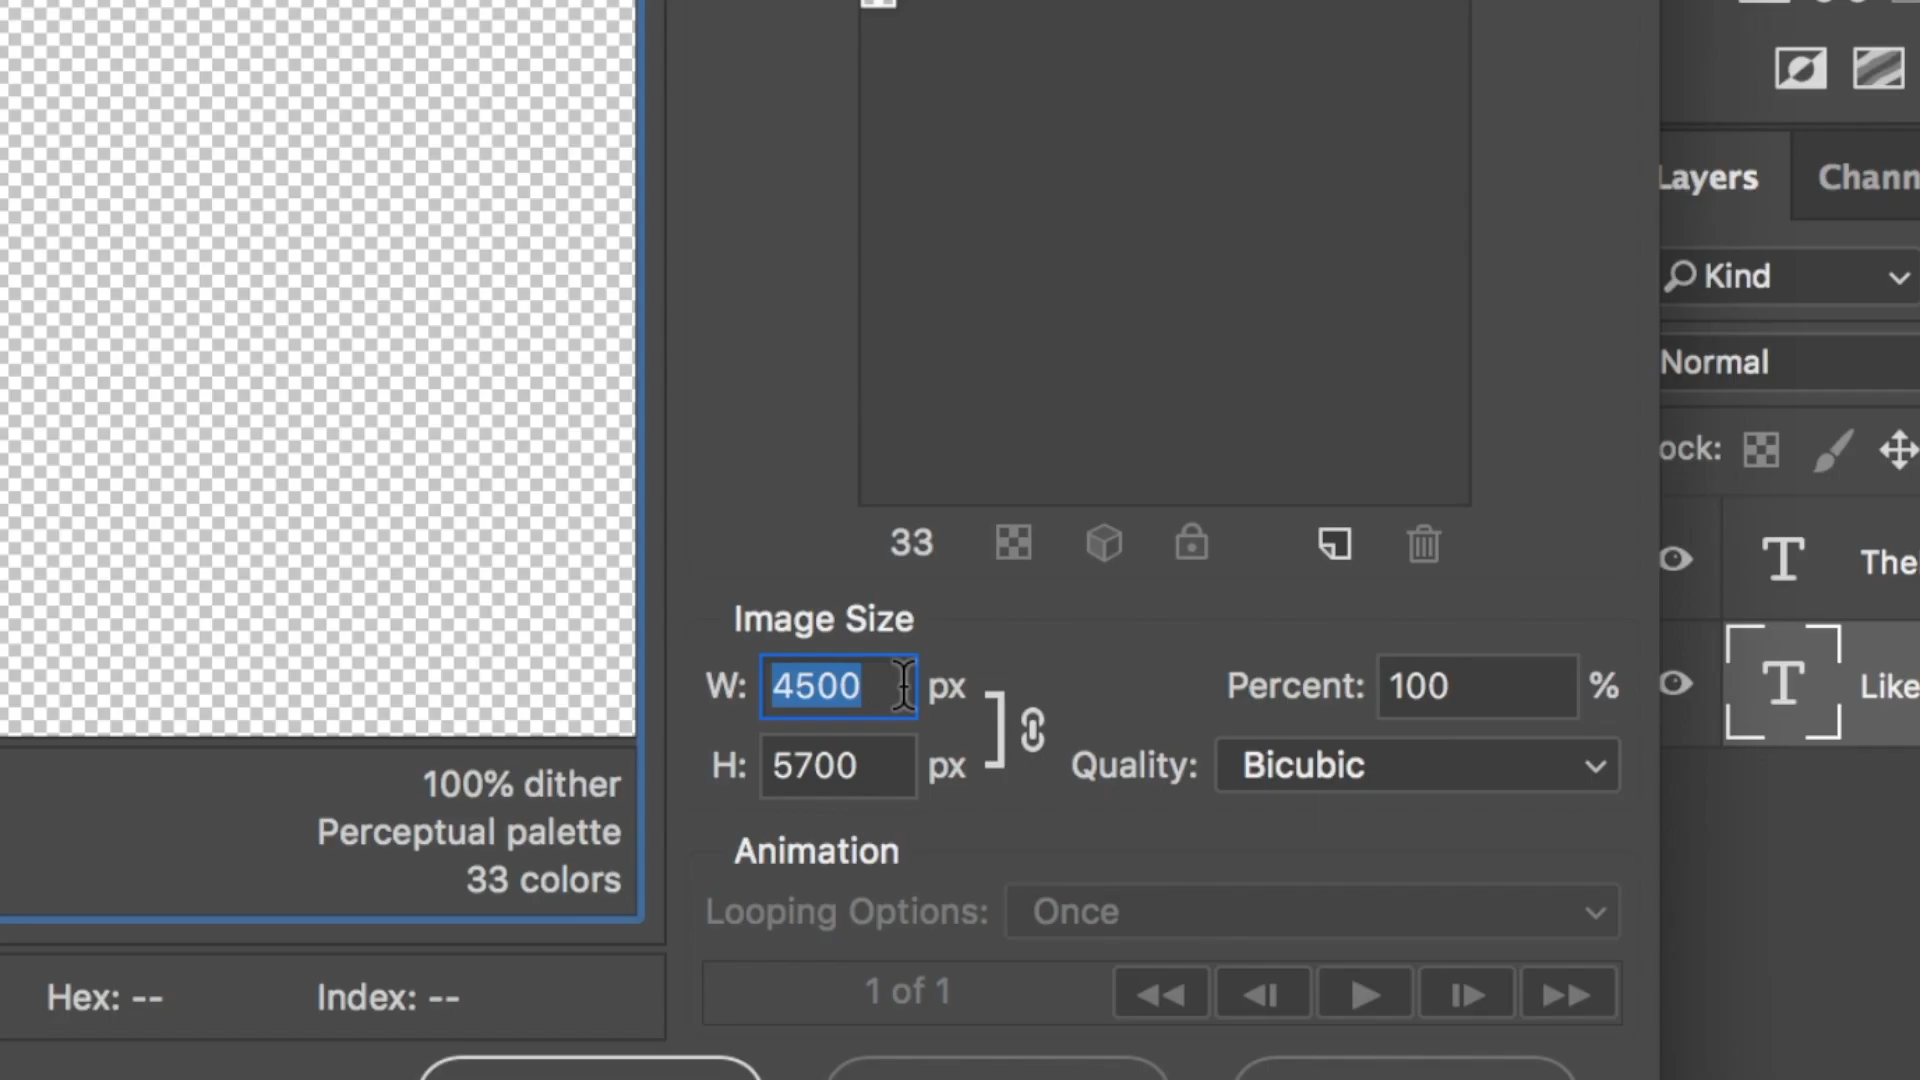 Layers Chann
Kind
Normal
ock:
33
The
Image Size
W: 4500 px Percent: 100 %
Like
H: 5700 px Quality: Bicubic
100% dither
Perceptual palette
33 colors
Animation
Looping Options: Once
1 of 1
Hex: -- Index: --